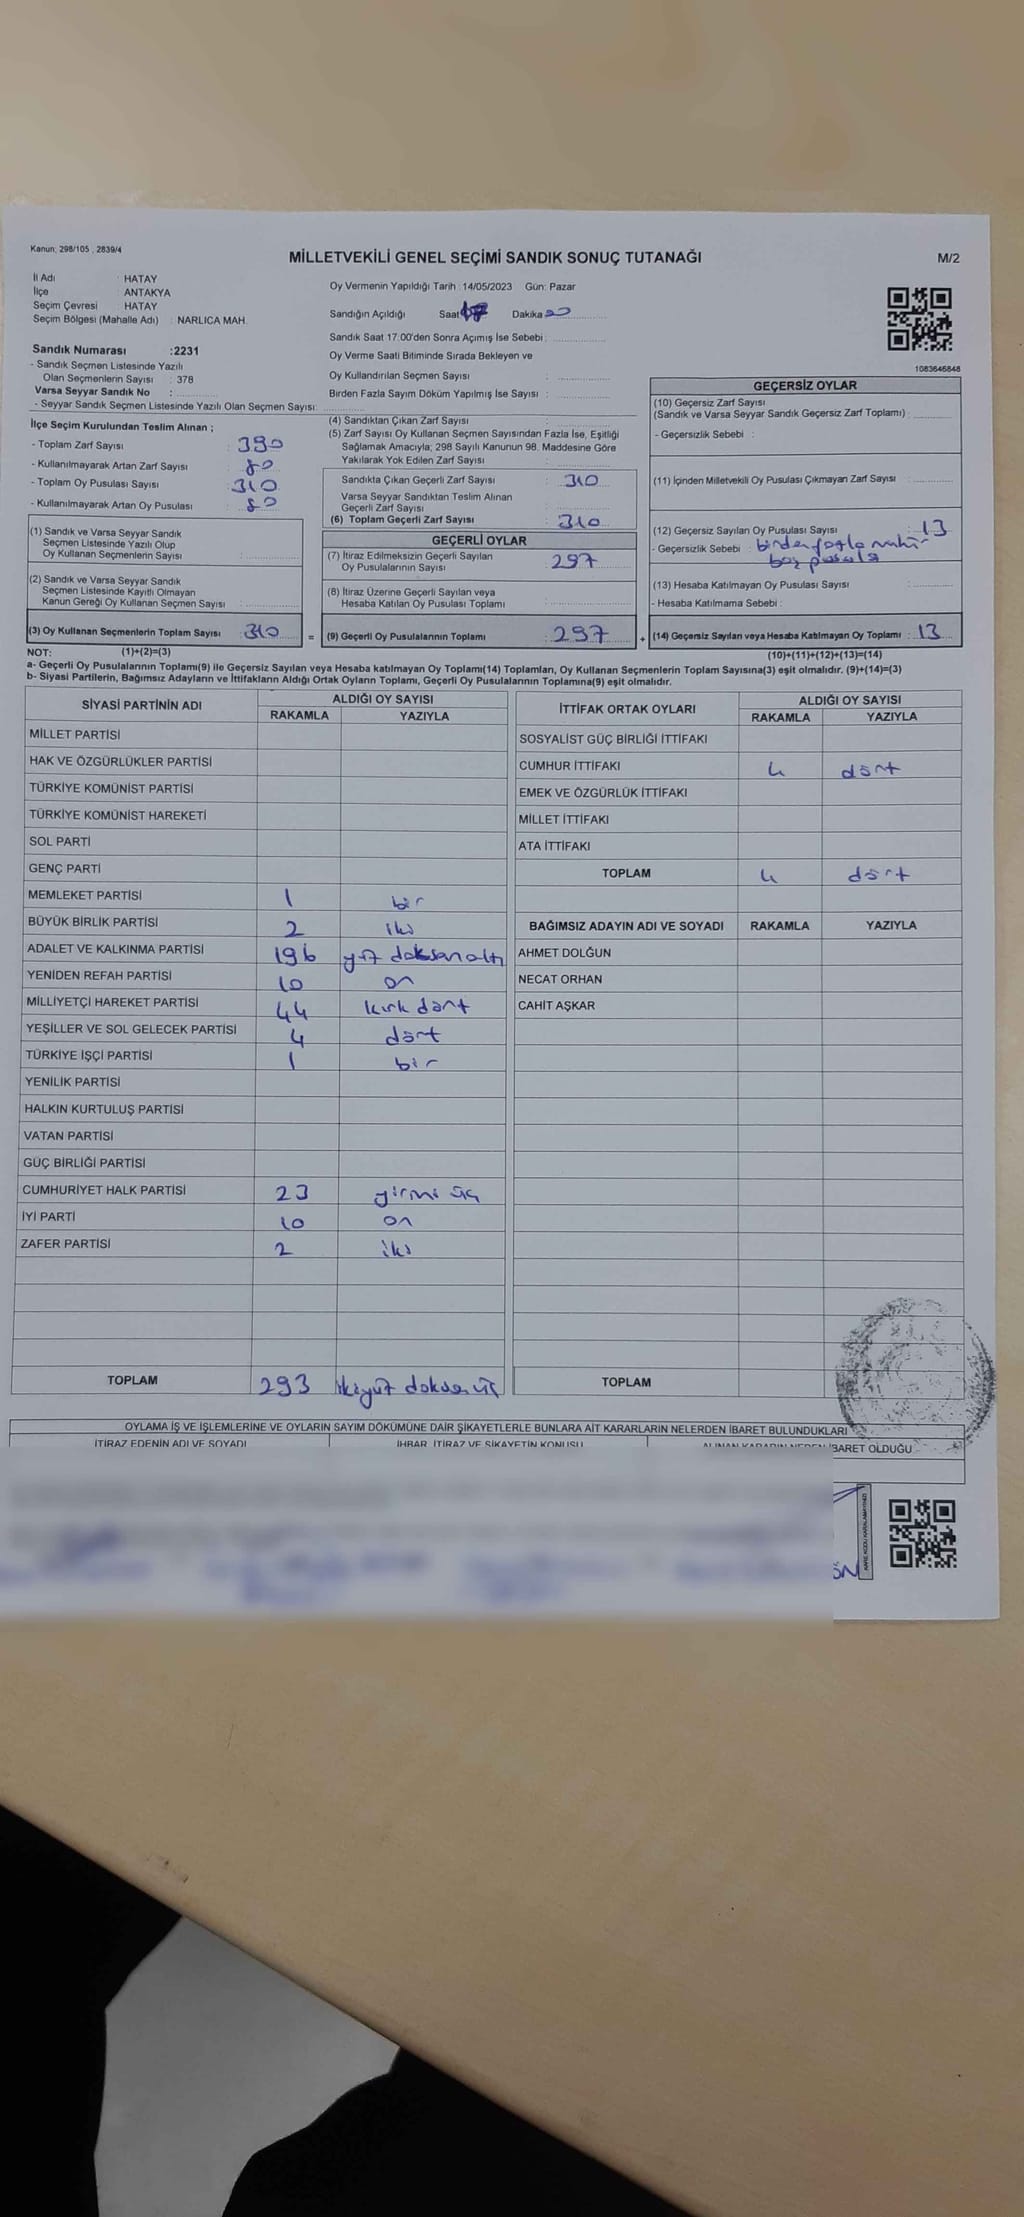 Kanun; 298/105 , 2839/4
MİLLETVEKİLİ GENEL SEÇİMİ SANDIK SONUÇ TUTANAĞI
M/2
İl Adı : HATAY
İlçe : ANTAKYA
Seçim Çevresi : HATAY
Seçim Bölgesi (Mahalle Adı) : NARLICA MAH.
Sandık Numarası :2231
- Sandık Seçmen Listesinde Yazılı
Olan Seçmenlerin Sayısı : 378
Varsa Seyyar Sandık No :
- Seyyar Sandık Seçmen Listesinde Yazılı Olan Seçmen Sayısı:
Oy Vermenin Yapıldığı Tarih :14/05/2023 Gün: Pazar
Sandığın Açıldığı Saat 17 Dakika 00
Sandık Saat 17.00'den Sonra Açımış İse Sebebi :
Oy Verme Saati Bitiminde Sırada Bekleyen ve
Oy Kullandırılan Seçmen Sayısı :
Birden Fazla Sayım Döküm Yapılmış İse Sayısı :
1083646848
İlçe Seçim Kurulundan Teslim Alınan ;
- Toplam Zarf Sayısı : 390
- Kullanılmayarak Artan Zarf Sayısı : 80
- Toplam Oy Pusulası Sayısı : 310
- Kullanılmayarak Artan Oy Pusulası : 80
(1) Sandık ve Varsa Seyyar Sandık
Seçmen Listesinde Yazılı Olup
Oy Kullanan Seçmenlerin Sayısı :
(2) Sandık ve Varsa Seyyar Sandık
Seçmen Listesinde Kayıtlı Olmayan
Kanun Gereği Oy Kullanan Seçmen Sayısı :
(3) Oy Kullanan Seçmenlerin Toplam Sayısı : 310
(4) Sandıktan Çıkan Zarf Sayısı :
(5) Zarf Sayısı Oy Kullanan Seçmen Sayısından Fazla İse, Eşitliği
Sağlamak Amacıyla; 298 Sayılı Kanunun 98. Maddesine Göre
Yakılarak Yok Edilen Zarf Sayısı :
Sandıkta Çıkan Geçerli Zarf Sayısı : 310
Varsa Seyyar Sandıktan Teslim Alınan
Geçerli Zarf Sayısı :
(6) Toplam Geçerli Zarf Sayısı : 310
GEÇERLİ OYLAR
(7) İtiraz Edilmeksizin Geçerli Sayılan
Oy Pusulalarının Sayısı : 297
(8) İtiraz Üzerine Geçerli Sayılan veya
Hesaba Katılan Oy Pusulası Toplamı :
= (9) Geçerli Oy Pusulalarının Toplamı : 297
GEÇERSİZ OYLAR
(10) Geçersiz Zarf Sayısı
(Sandık ve Varsa Seyyar Sandık Geçersiz Zarf Toplamı) :
- Geçersizlik Sebebi :
(11) İçinden Milletvekili Oy Pusulası Çıkmayan Zarf Sayısı :
(12) Geçersiz Sayılan Oy Pusulası Sayısı : 13
- Geçersizlik Sebebi : birden fazla mühür
boş pusula
(13) Hesaba Katılmayan Oy Pusulası Sayısı :
- Hesaba Katılmama Sebebi :
+ (14) Geçersiz Sayılan veya Hesaba Katılmayan Oy Toplamı : 13
NOT: (1)+(2)=(3)
(10)+(11)+(12)+(13)=(14)
a- Geçerli Oy Pusulalarının Toplamı(9) ile Geçersiz Sayılan veya Hesaba katılmayan Oy Toplamı(14) Toplamları, Oy Kullanan Seçmenlerin Toplam Sayısına(3) eşit olmalıdır. (9)+(14)=(3)
b- Siyasi Partilerin, Bağımsız Adayların ve İttifakların Aldığı Ortak Oyların Toplamı, Geçerli Oy Pusulalarının Toplamına(9) eşit olmalıdır.
SİYASİ PARTİNİN ADI ALDIĞI OY SAYISI
RAKAMLA YAZIYLA
MİLLET PARTİSİ
HAK VE ÖZGÜRLÜKLER PARTİSİ
TÜRKİYE KOMÜNİST PARTİSİ
TÜRKİYE KOMÜNİST HAREKETİ
SOL PARTİ
GENÇ PARTİ
MEMLEKET PARTİSİ 1 bir
BÜYÜK BİRLİK PARTİSİ 2 iki
ADALET VE KALKINMA PARTİSİ 196 yüz doksanaltı
YENİDEN REFAH PARTİSİ 10 on
MİLLİYETÇİ HAREKET PARTİSİ 44 kırk dört
YEŞİLLER VE SOL GELECEK PARTİSİ 4 dört
TÜRKİYE İŞÇİ PARTİSİ 1 bir
YENİLİK PARTİSİ
HALKIN KURTULUŞ PARTİSİ
VATAN PARTİSİ
GÜÇ BİRLİĞİ PARTİSİ
CUMHURİYET HALK PARTİSİ 23 yirmi üç
İYİ PARTİ 10 on
ZAFER PARTİSİ 2 iki
TOPLAM 293 ikiyüz doksan üç
İTTİFAK ORTAK OYLARI ALDIĞI OY SAYISI
RAKAMLA YAZIYLA
SOSYALİST GÜÇ BİRLİĞİ İTTİFAKI
CUMHUR İTTİFAKI 4 dört
EMEK VE ÖZGÜRLÜK İTTİFAKI
MİLLET İTTİFAKI
ATA İTTİFAKI
TOPLAM 4 dört
BAĞIMSIZ ADAYIN ADI VE SOYADI RAKAMLA YAZIYLA
AHMET DOLĞUN
NECAT ORHAN
CAHİT AŞKAR
TOPLAM
OYLAMA İŞ VE İŞLEMLERİNE VE OYLARIN SAYIM DÖKÜMÜNE DAİR ŞİKAYETLERLE BUNLARA AİT KARARLARIN NELERDEN İBARET BULUNDUKLARI
İTİRAZ EDENİN ADI VE SOYADI İHBAR, İTİRAZ VE ŞİKAYETİN KONUSU ALINAN KARARIN NEDEN İBARET OLDUĞU
KARE KODU KARALAMAYINIZ